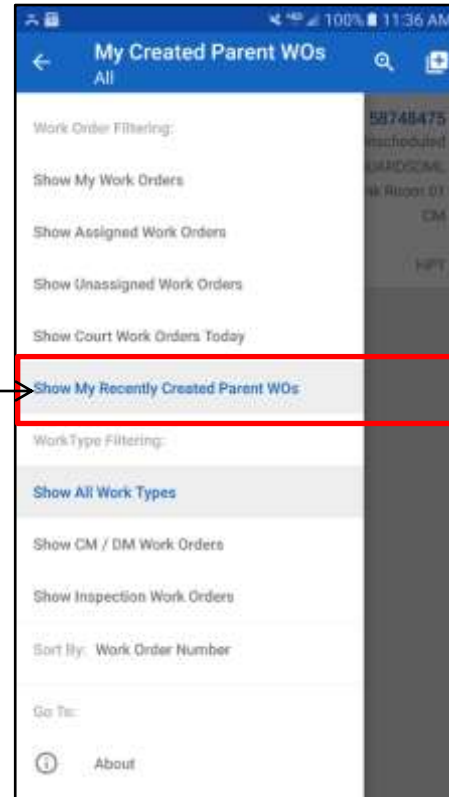 100% 11:36 AM
My Created Parent WOs
All
58748475
Work Order Filtering:
Unscheduled
Show My Work Orders
CM
Show Assigned Work Orders
Show Unassigned Work Orders
Show Court Work Orders Today
Show My Recently Created Parent WOs
WorkType Filtering:
Show All Work Types
Show CM / DM Work Orders
Show Inspection Work Orders
Sort By: Work Order Number
Go To:
About